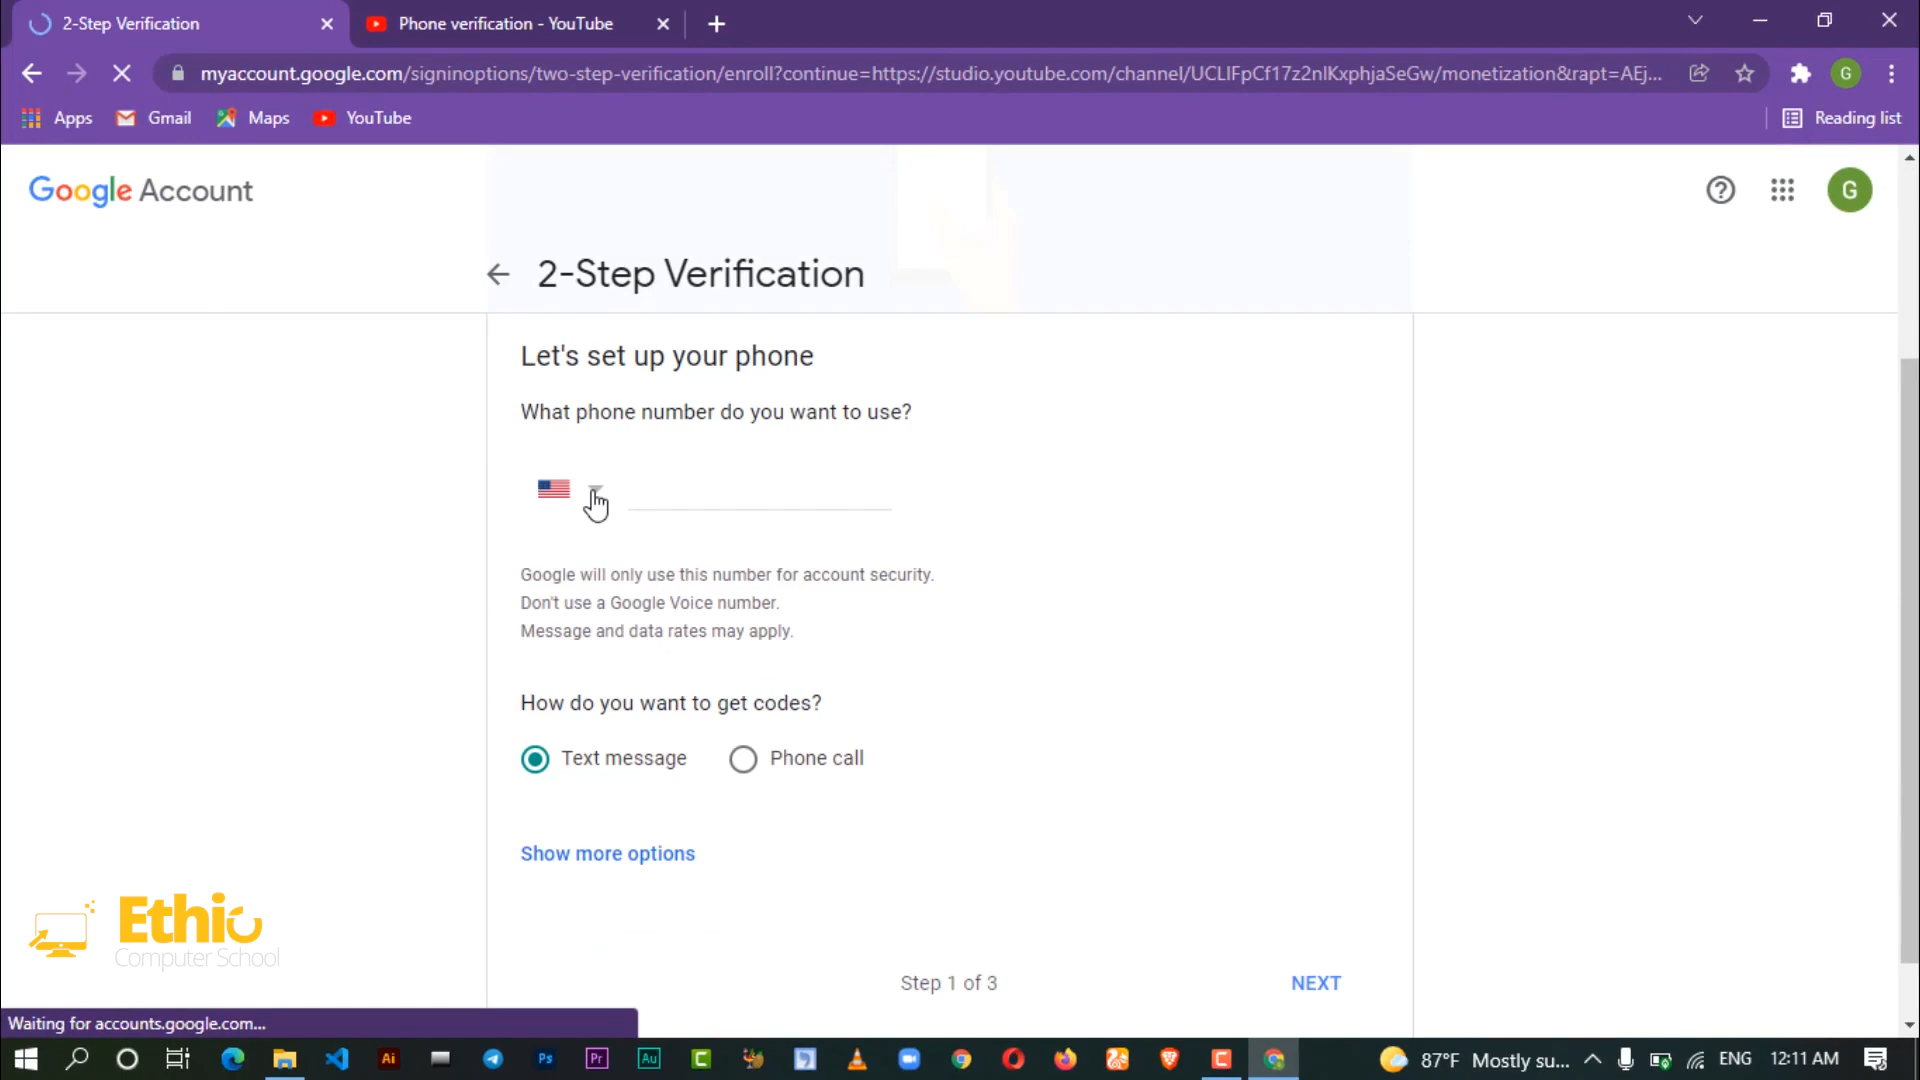 2-Step Verification
Phone verification - YouTube
myaccount.google.com/signinoptions/two-step-verification/enroll?continue=https://studio.youtube.com/channel/UCLIFpCf17z2nlKxphjaSeGw/monetization&rapt=AEj...
Apps
Gmail
Maps
YouTube
Reading list
Google Account
G
G
2-Step Verification
Let's set up your phone
What phone number do you want to use?
Google will only use this number for account security.
Don't use a Google Voice number.
Message and data rates may apply.
How do you want to get codes?
Text message
Phone call
Show more options
Ethio
Computer School
Step 1 of 3
NEXT
Waiting for accounts.google.com...
Ai
Ps
Pr
Au
C
C
87°F Mostly su...
ENG
12:11 AM